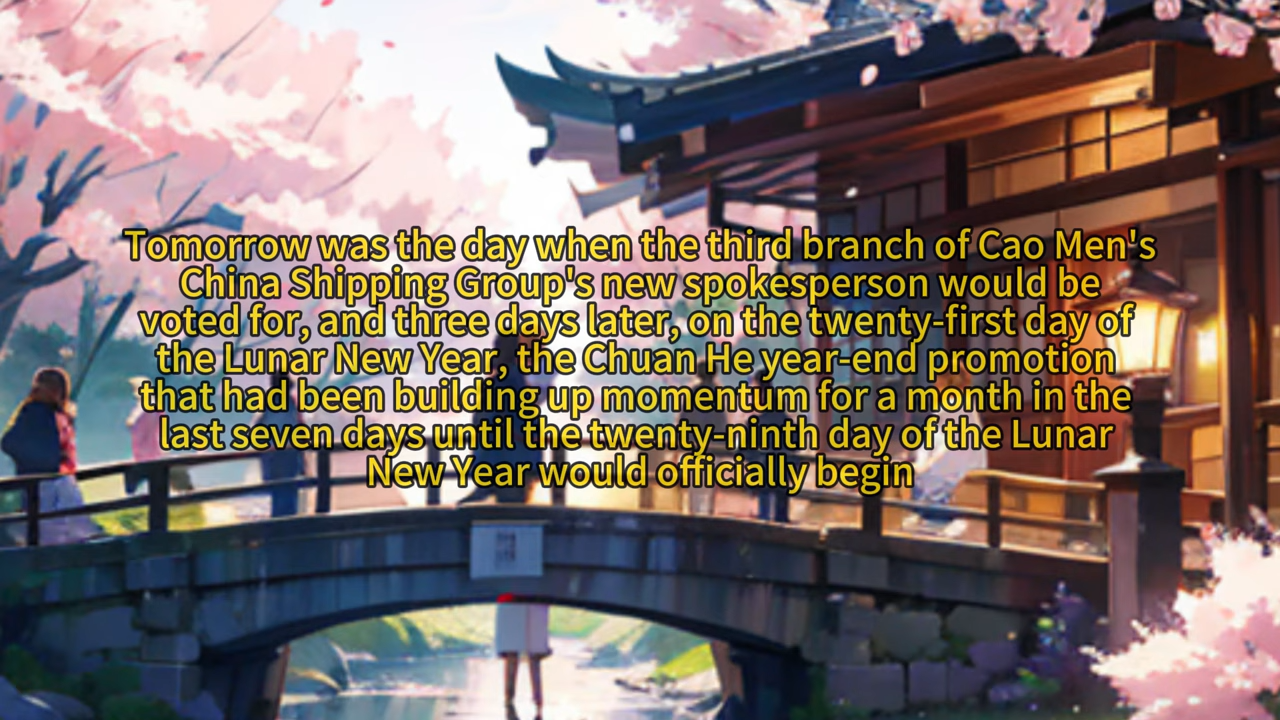 Tomorrow was the day when the third branch of Cao Men's
China Shipping Group's new spokesperson would be
voted for, and three days later, on the twenty-first day of
the Lunar New Year, the Chuan He year-end promotion
that had been building up momentum for a month in the
last seven days until the twenty-ninth day of the Lunar
New Year would officially begin